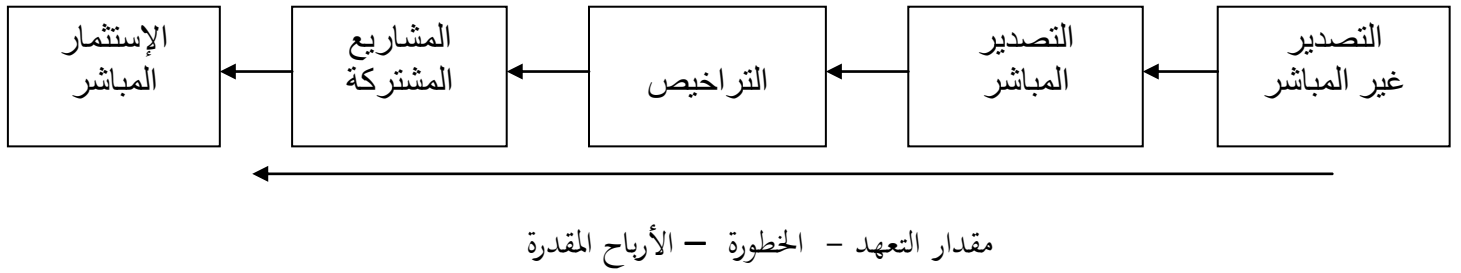 التصدير
غير المباشر
التصدير
المباشر
التراخيص
المشاريع
المشتركة
الإستثمار
المباشر
مقدار التعهد – الخطورة – الأرباح المقدرة